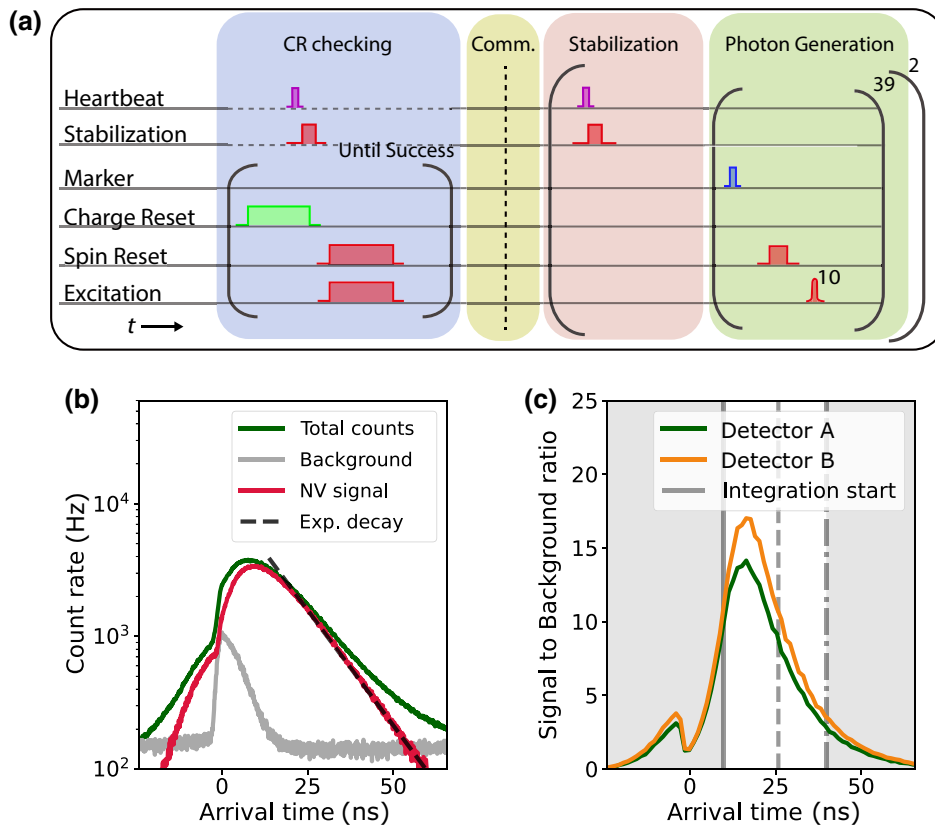 (a)
CR checking Comm. Stabilization Photon Generation
2
39
Heartbeat
Stabilization
Until Success
Marker
Charge Reset
Spin Reset
10
Excitation
t
(b)
Total counts
Background
NV signal
Exp. decay
Count rate (Hz)
10^4
10^3
10^2
0 25 50
Arrival time (ns)
(c)
Detector A
Detector B
Integration start
Signal to Background ratio
25
20
15
10
5
0
0 25 50
Arrival time (ns)